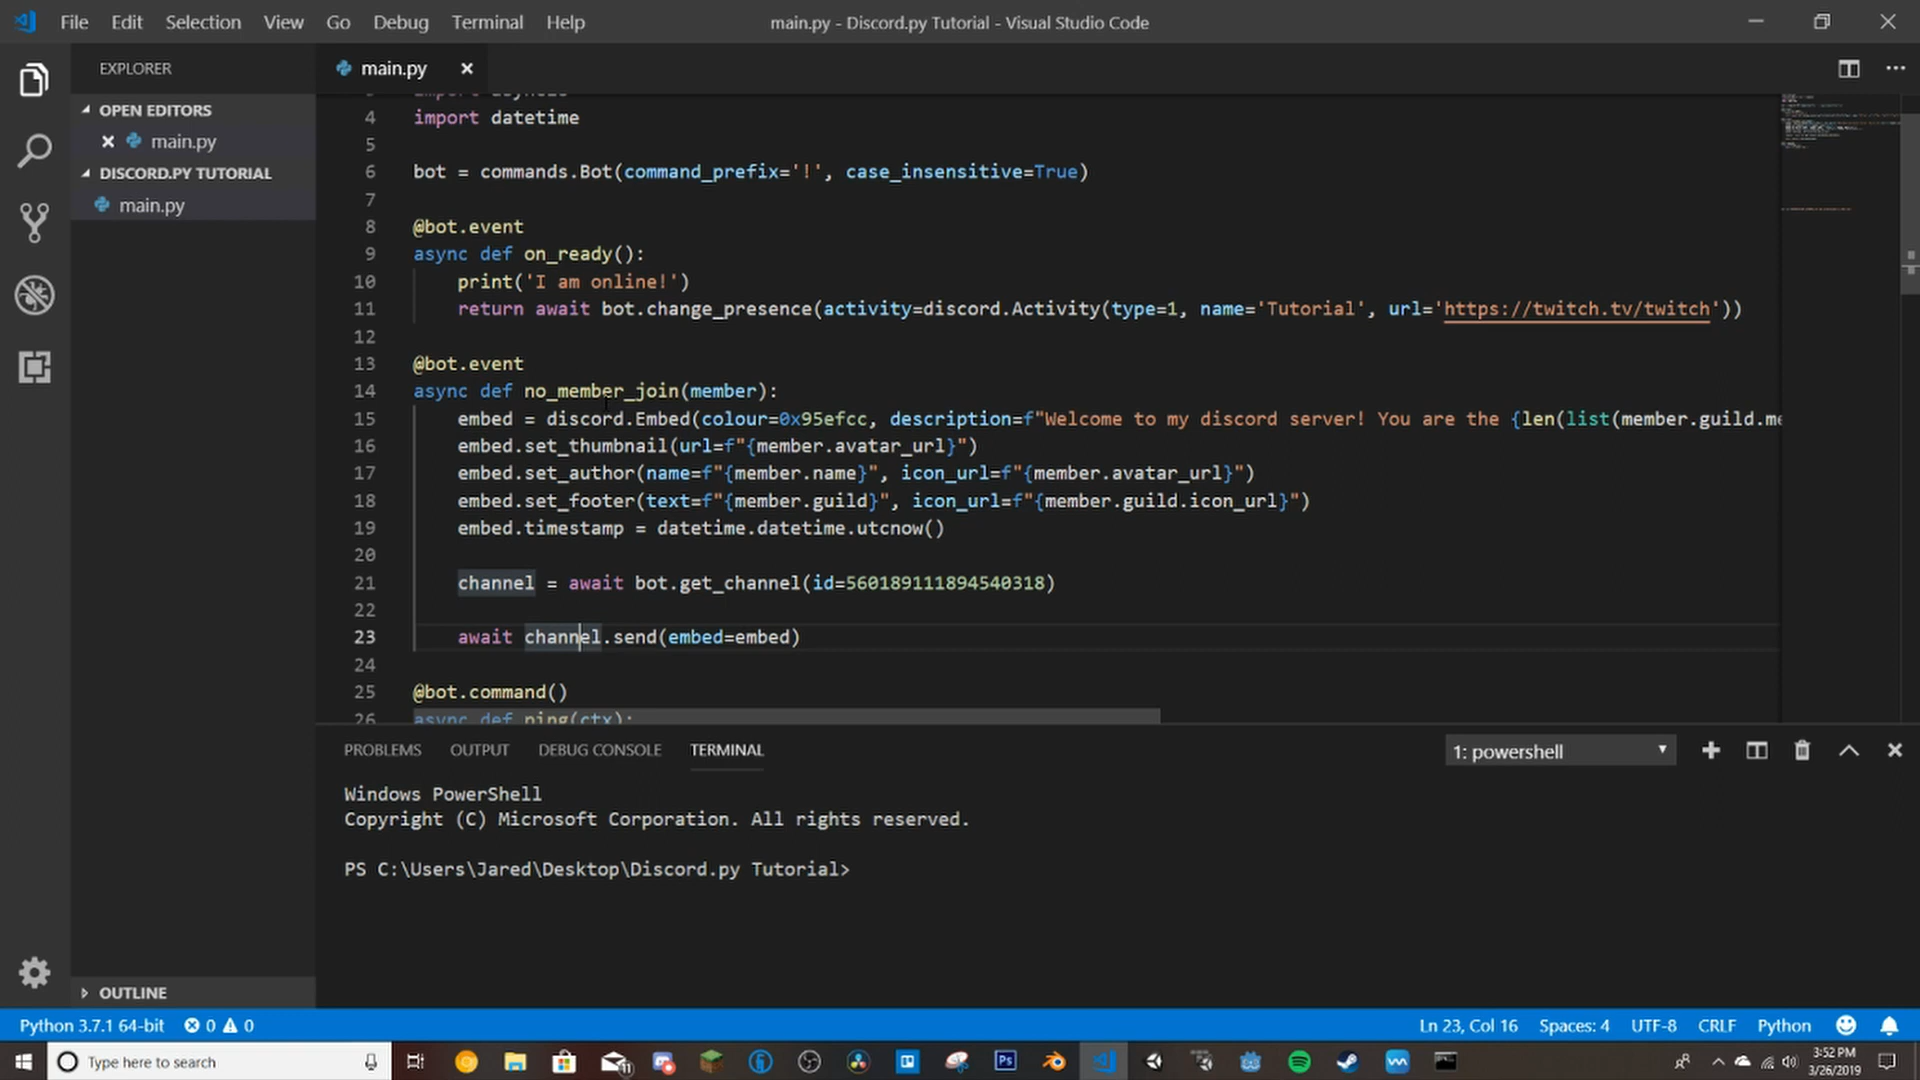 File Edit Selection View Go Debug Terminal Help
main.py - Discord.py Tutorial - Visual Studio Code
EXPLORER
OPEN EDITORS
main.py
DISCORD.PY TUTORIAL
main.py
OUTLINE
main.py
4 import datetime
5
6 bot = commands.Bot(command_prefix='!', case_insensitive=True)
7
8 @bot.event
9 async def on_ready():
10 print('I am online!')
11 return await bot.change_presence(activity=discord.Activity(type=1, name='Tutorial', url='https://twitch.tv/twitch'))
12
13 @bot.event
14 async def no_member_join(member):
15 embed = discord.Embed(colour=0x95efcc, description=f"Welcome to my discord server! You are the {len(list(member.guild.me
16 embed.set_thumbnail(url=f"{member.avatar_url}")
17 embed.set_author(name=f"{member.name}", icon_url=f"{member.avatar_url}")
18 embed.set_footer(text=f"{member.guild}", icon_url=f"{member.guild.icon_url}")
19 embed.timestamp = datetime.datetime.utcnow()
20
21 channel = await bot.get_channel(id=560189111894540318)
22
23 await channel.send(embed=embed)
24
25 @bot.command()
26 async def ping(ctx):
PROBLEMS OUTPUT DEBUG CONSOLE TERMINAL
1: powershell
Windows PowerShell
Copyright (C) Microsoft Corporation. All rights reserved.
PS C:\Users\Jared\Desktop\Discord.py Tutorial>
Python 3.7.1 64-bit 0 0
Ln 23, Col 16 Spaces: 4 UTF-8 CRLF Python
Type here to search
3:52 PM
3/26/2019